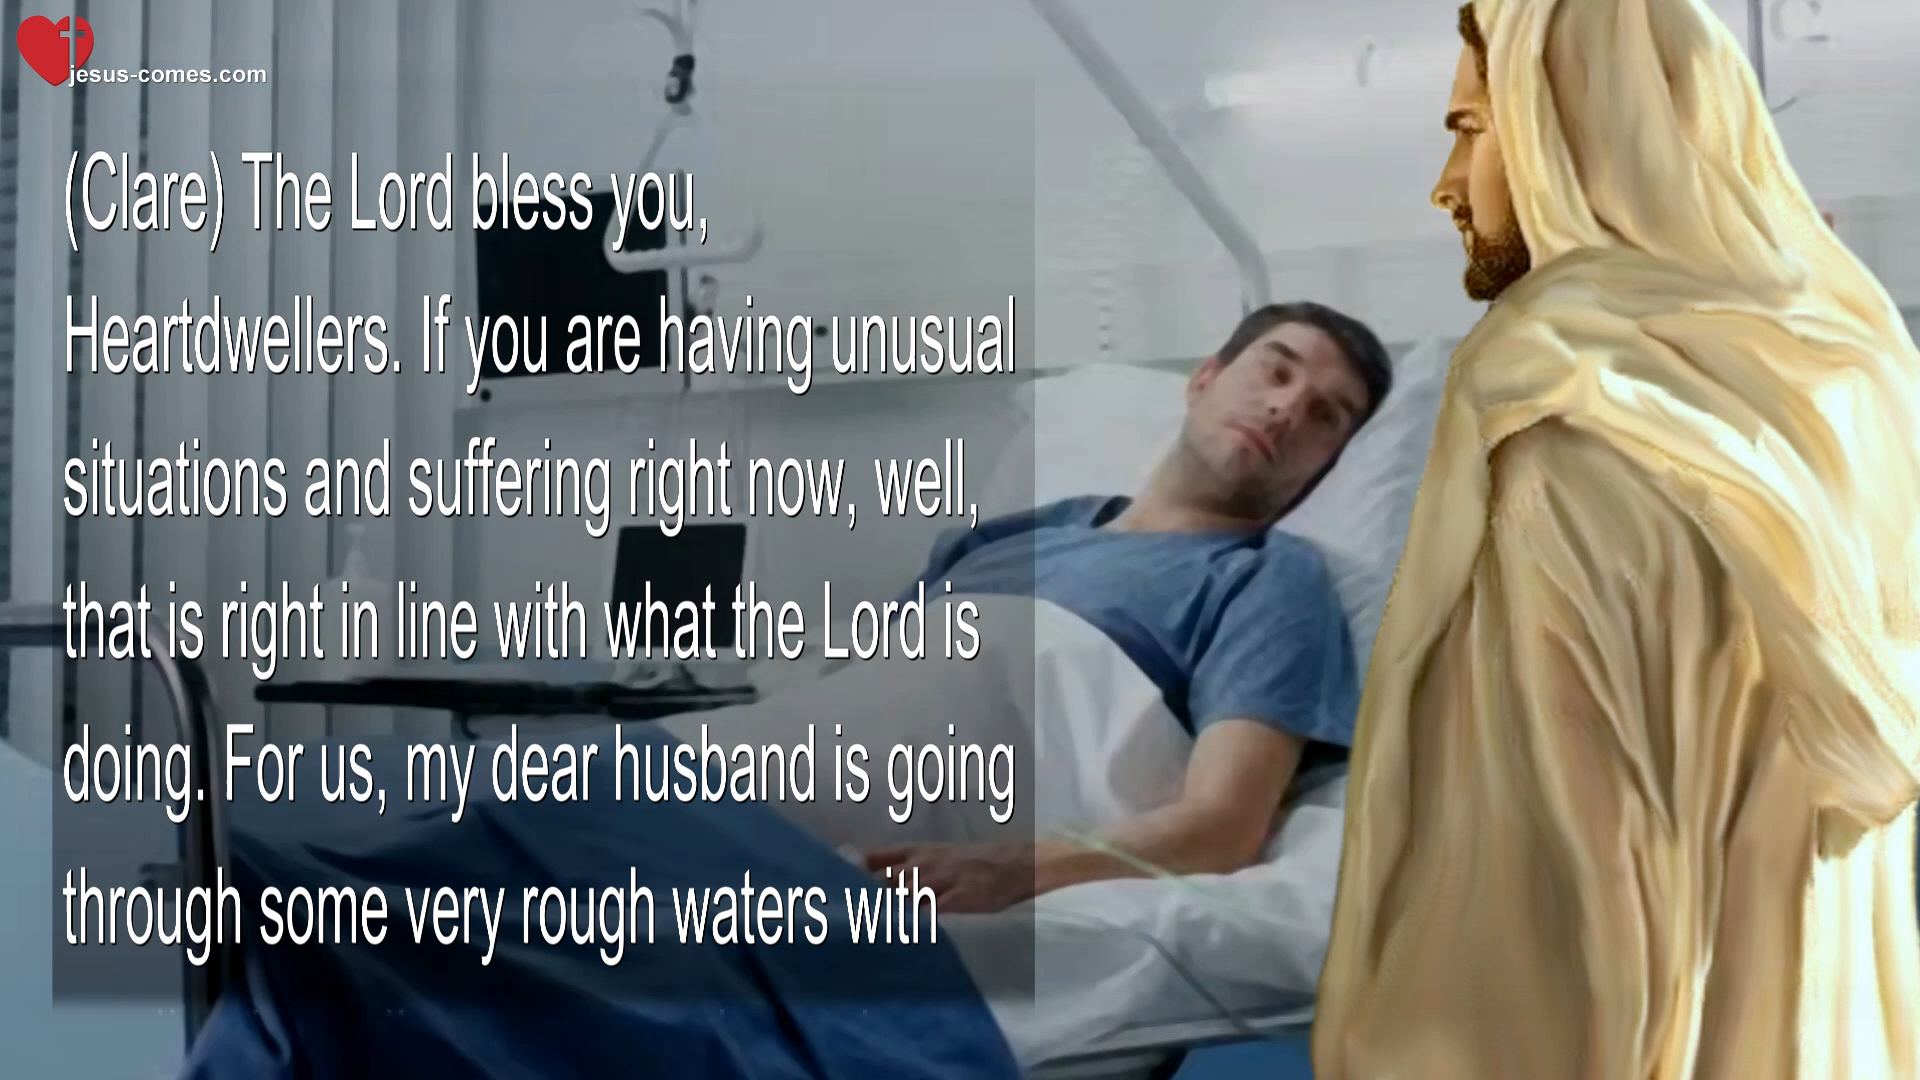 jesus-comes.com
(Clare) The Lord bless you,
Heartdwellers. If you are having unusual
situations and suffering right now, well,
that is right in line with what the Lord is
doing. For us, my dear husband is going
through some very rough waters with